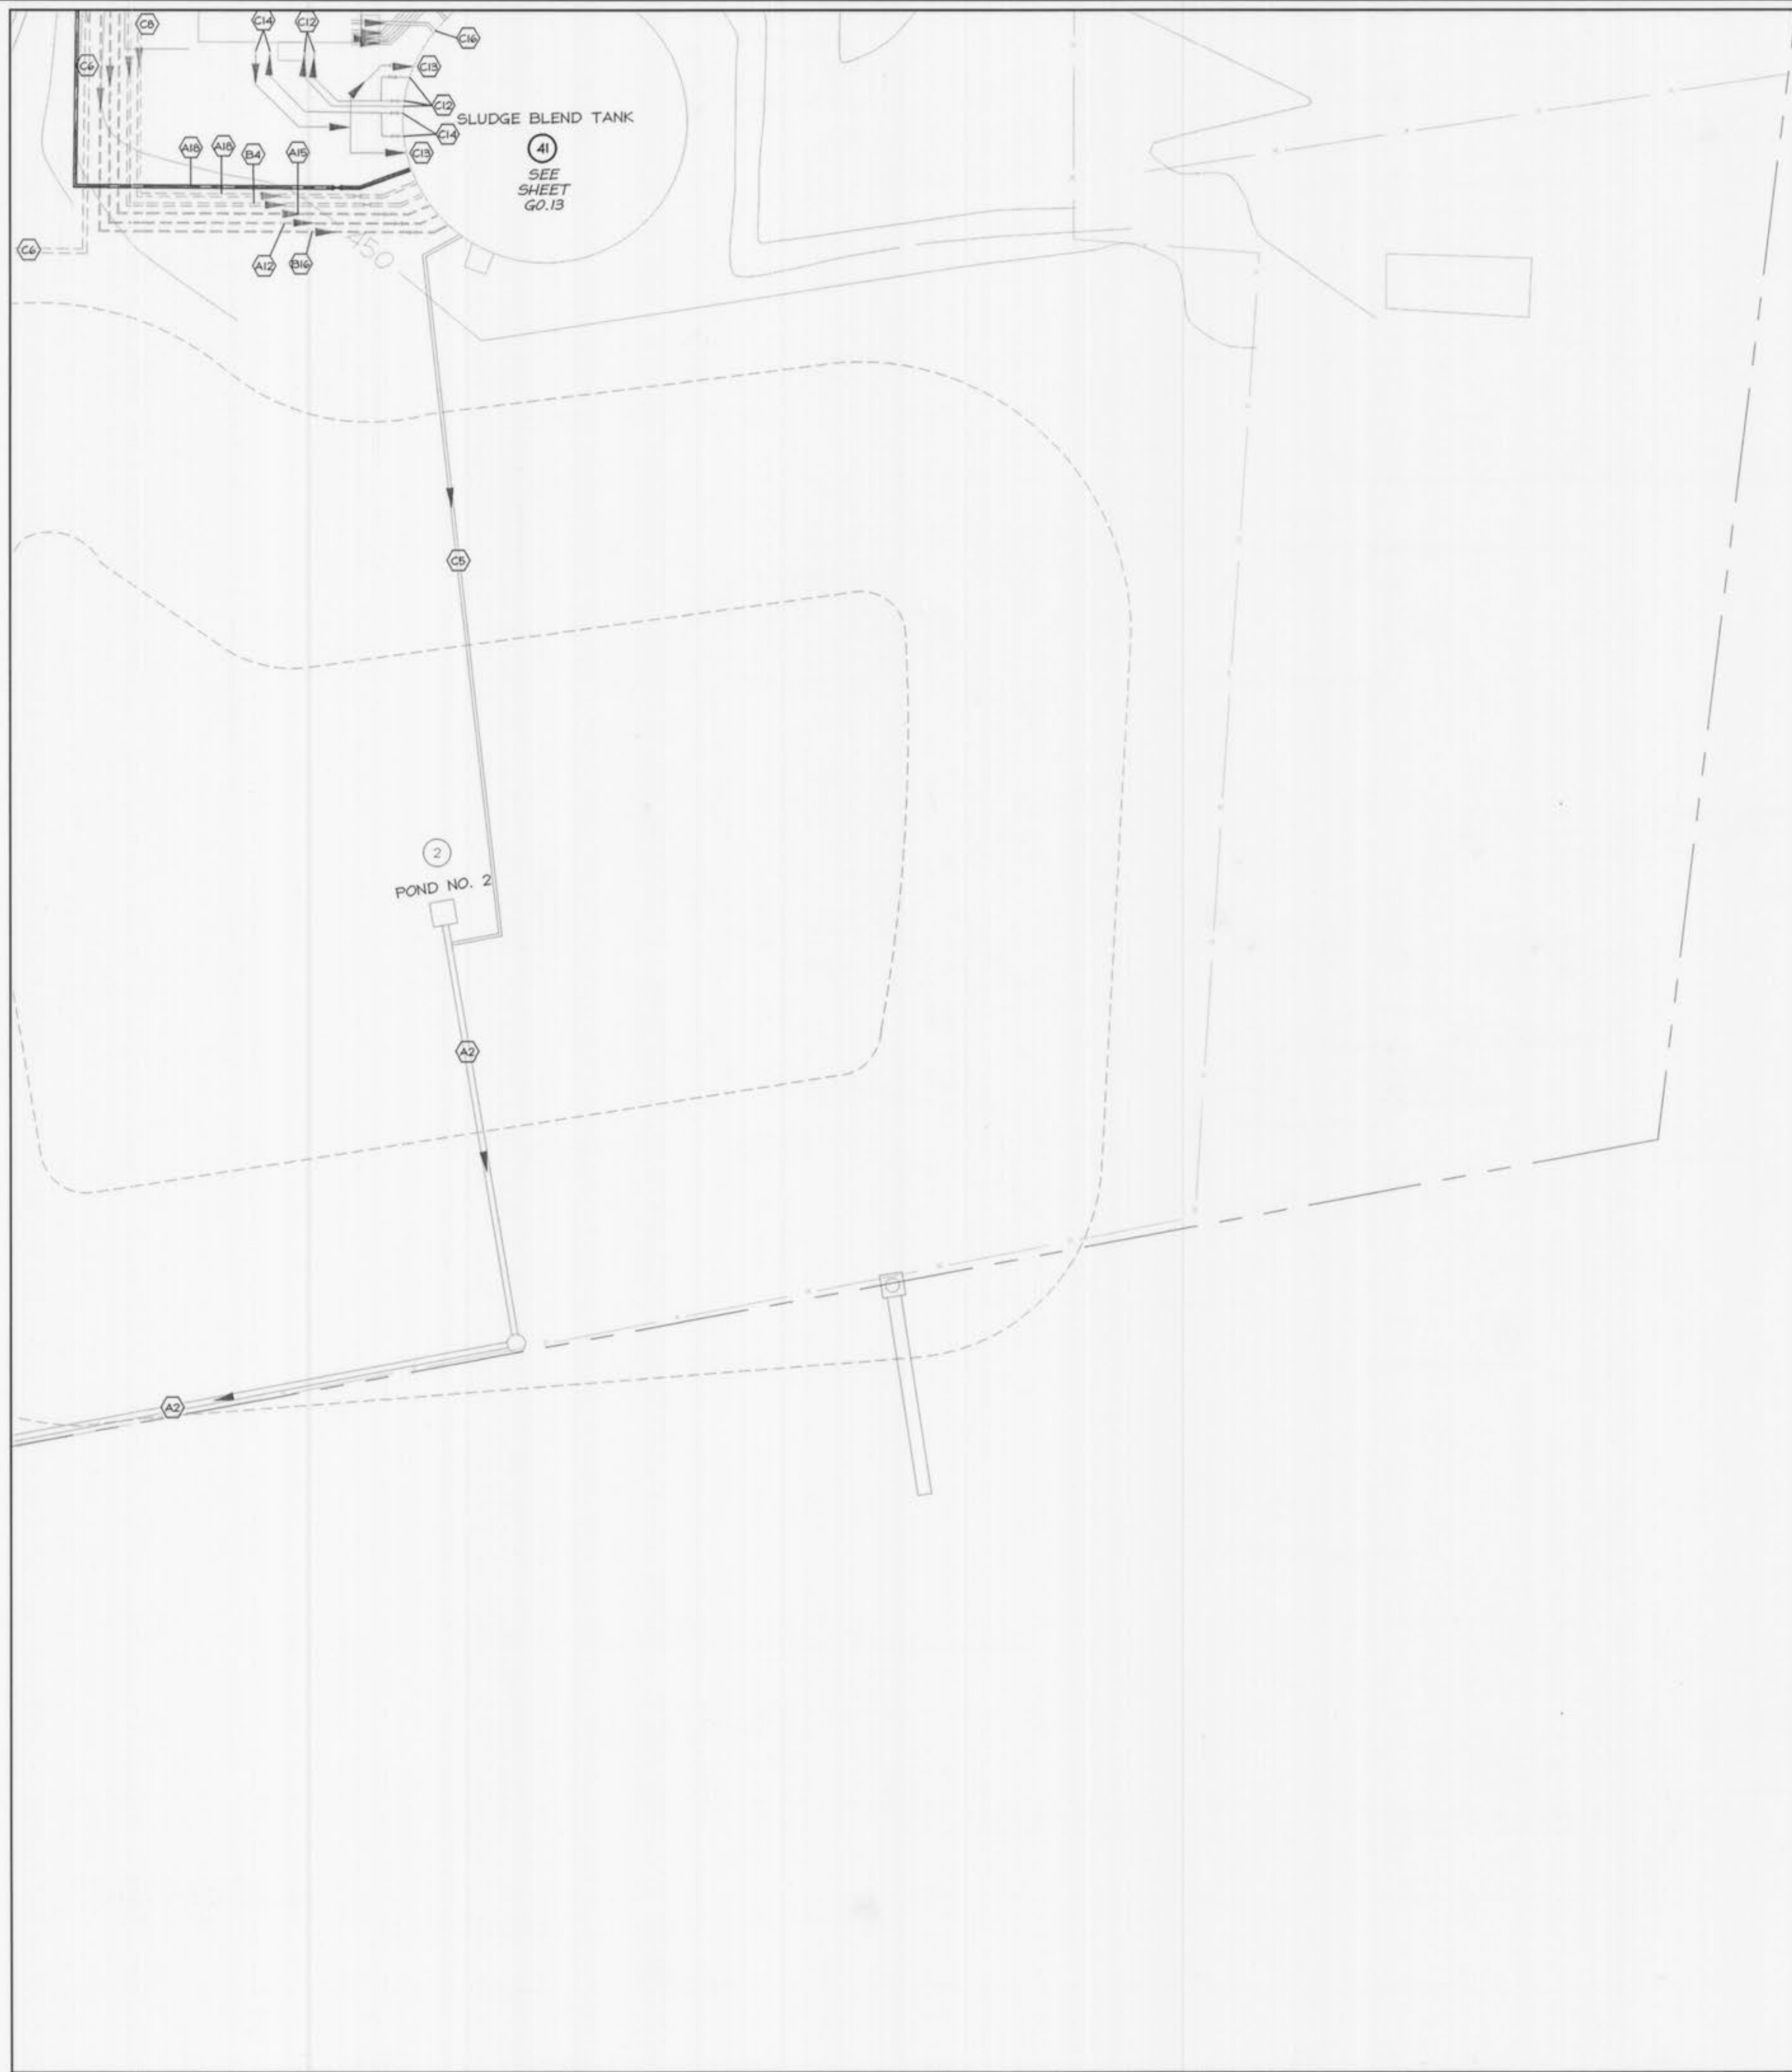 C8
C14
C12
C16
C6
C13
C12
SLUDGE BLEND TANK
C14
A18
A18
B4
A15
C13
41
SEE
SHEET
G0.13
C6
A12
B16
450
C5
2
POND NO. 2
A2
A2